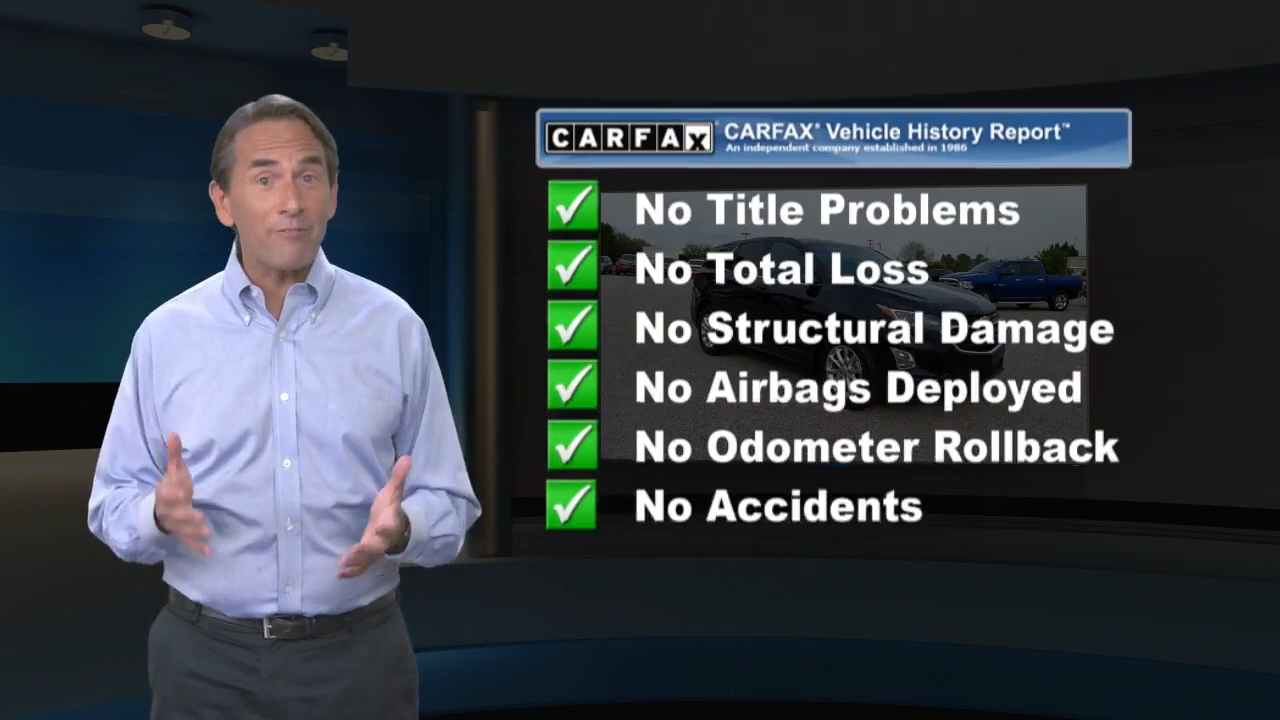 CARFAX CARFAX® Vehicle History Report™
An independent company established in 1986
No Title Problems
No Total Loss
No Structural Damage
No Airbags Deployed
No Odometer Rollback
No Accidents